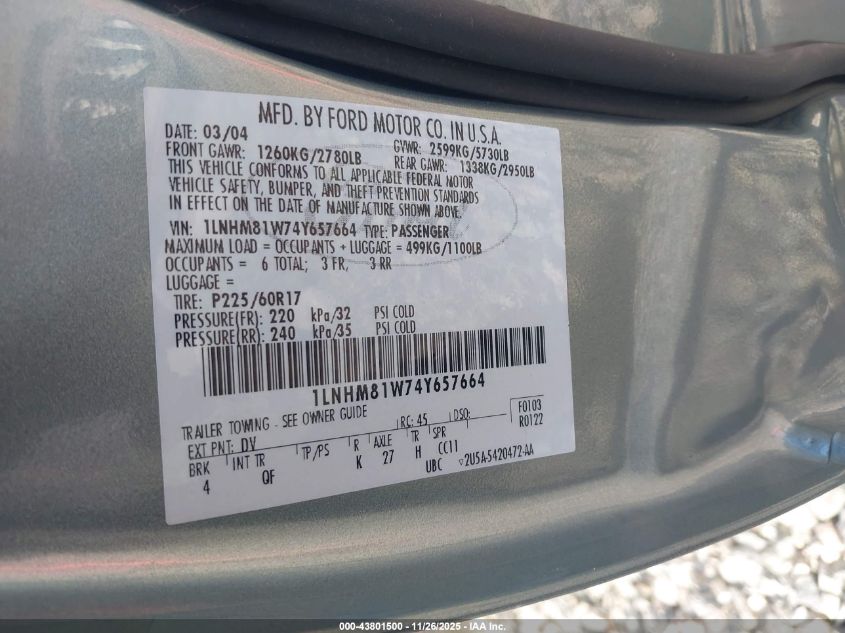 MFD. BY FORD MOTOR CO. IN U.S.A.
DATE: 03/04 GVWR: 2599KG/5730LB
FRONT GAWR: 1260KG/2780LB REAR GAWR: 1338KG/2950LB
THIS VEHICLE CONFORMS TO ALL APPLICABLE FEDERAL MOTOR
VEHICLE SAFETY, BUMPER, AND THEFT PREVENTION STANDARDS
IN EFFECT ON THE DATE OF MANUFACTURE SHOWN ABOVE.
VIN: 1LNHM81W74Y657664 TYPE: PASSENGER
MAXIMUM LOAD = OCCUPANTS + LUGGAGE = 499KG/1100LB
OCCUPANTS = 6 TOTAL; 3 FR, 3 RR
LUGGAGE =
TIRE: P225/60R17
PRESSURE(FR): 220 kPa/32 PSI COLD
PRESSURE(RR): 240 kPa/35 PSI COLD
1LNHM81W74Y657664
TRAILER TOWING - SEE OWNER GUIDE
EXT PNT: DV RC: 45 DSO: F0103
R0122
BRK INT TR TP/PS R AXLE TR SPR
4 QF K 27 H CC11
UBC ▽2U5A-5420472-AA
000-43801500 - 11/26/2025 - IAA Inc.